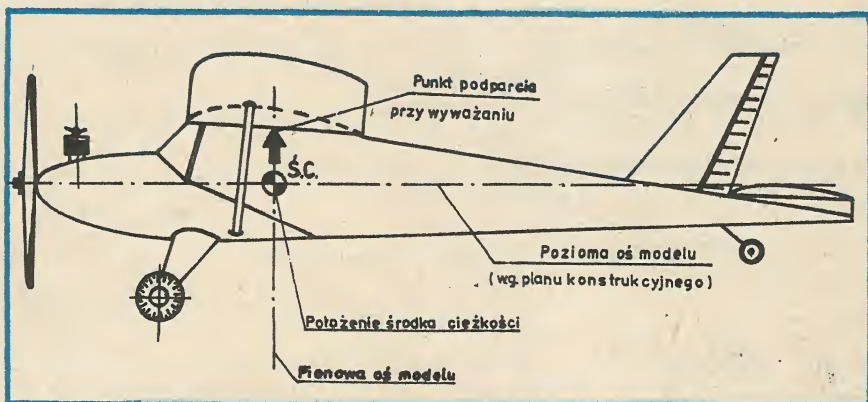 Punkt podparcia
przy wyważaniu
Ś.C.
Pozioma oś modelu
(wg. planu konstrukcyjnego)
Położenie środka ciężkości
Pionowa oś modelu